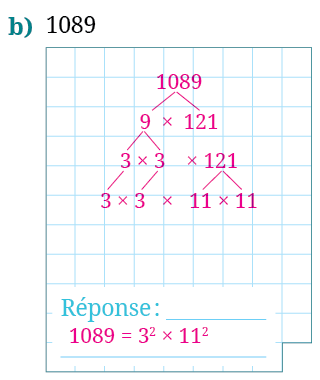 b) 1089
1089
9 × 121
3 × 3 × 121
3 × 3 × 11 × 11
Réponse :
1089 = 3² × 11²